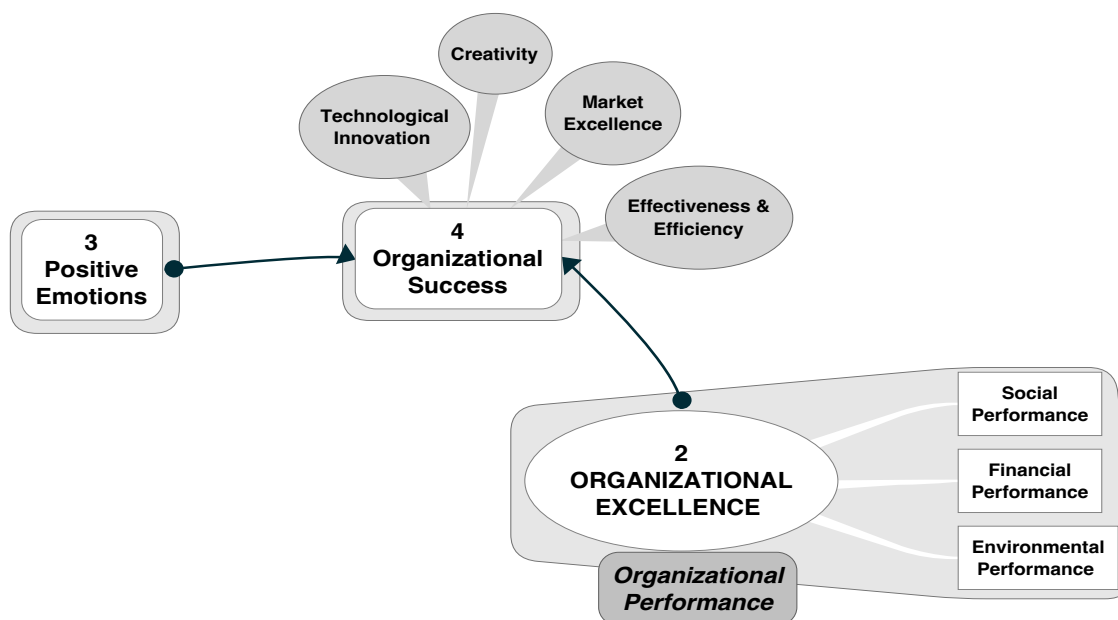 Creativity
Technological
Innovation
Market
Excellence
Effectiveness &
Efficiency
3
Positive
Emotions
4
Organizational
Success
2
ORGANIZATIONAL
EXCELLENCE
Social
Performance
Financial
Performance
Environmental
Performance
Organizational
Performance